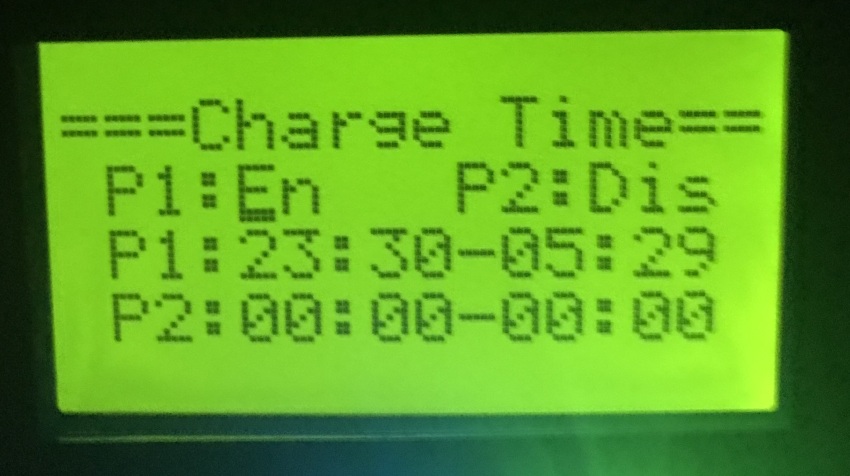 ===Charge Time==
P1:En P2:Dis
P1:23:30-05:29
P2:00:00-00:00